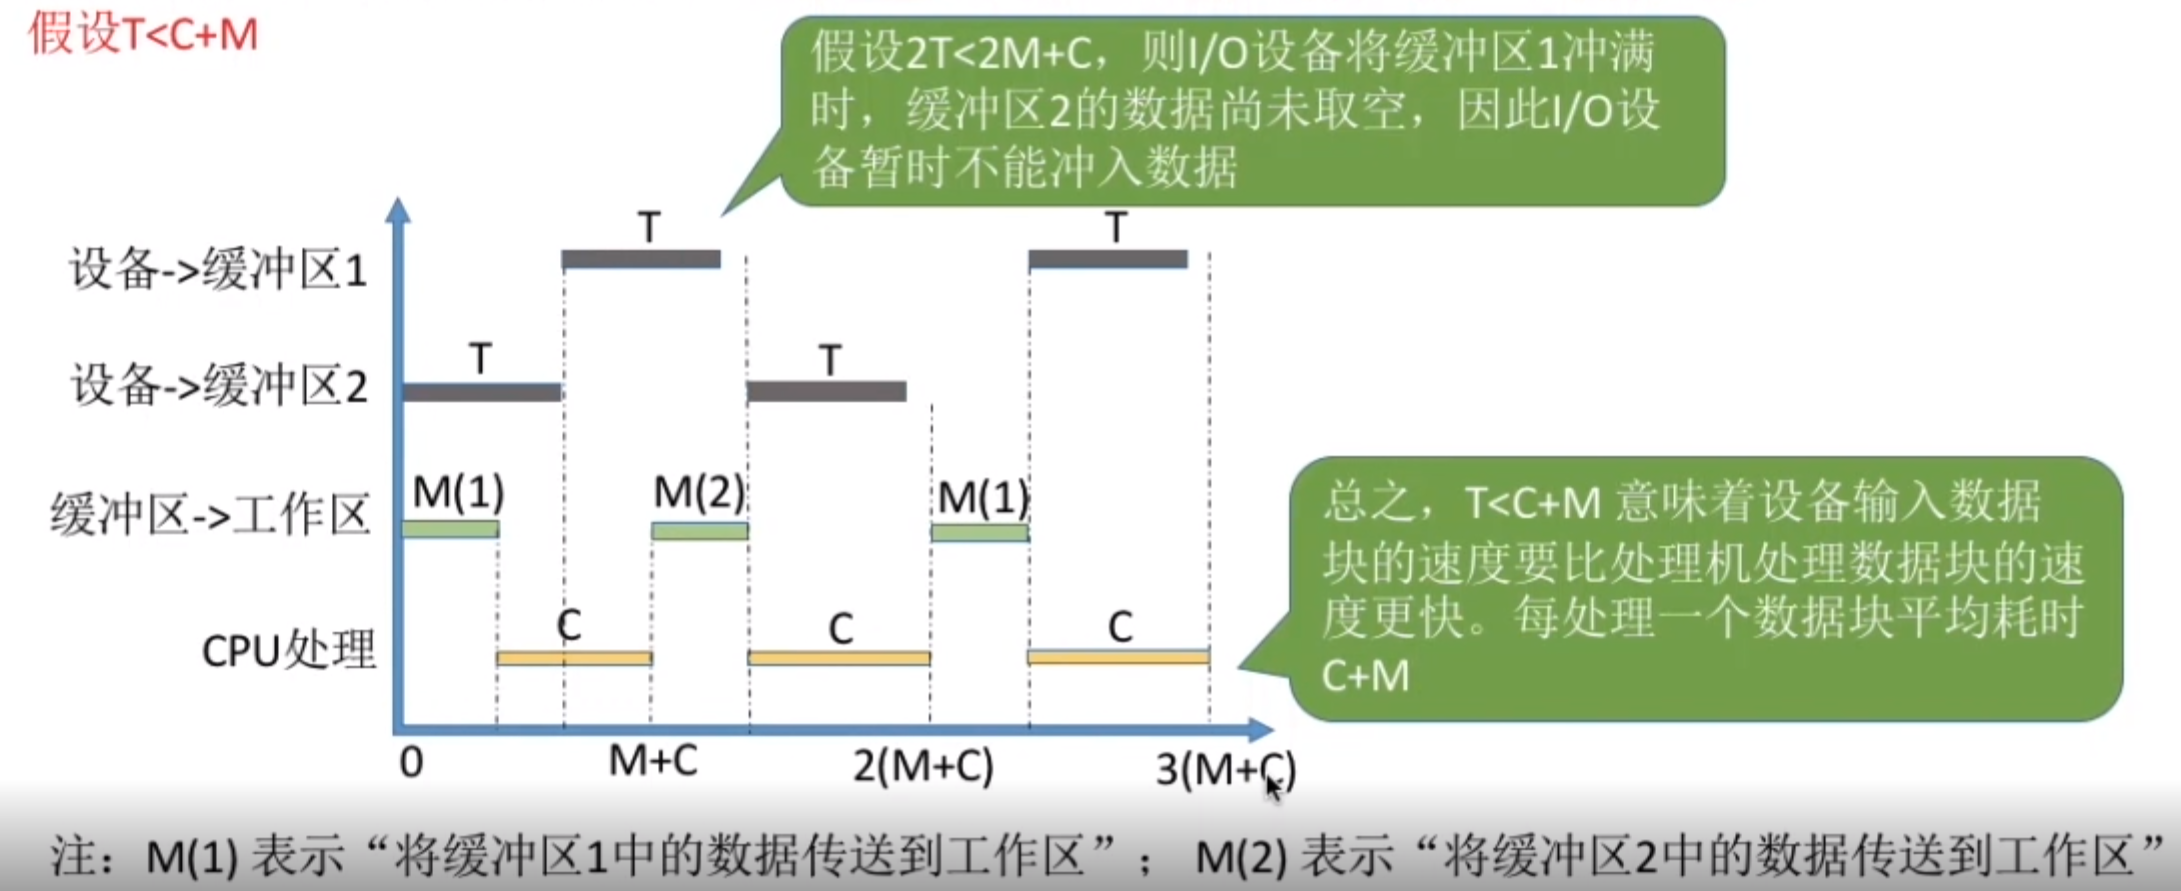 假设T<C+M
假设2T<2M+C，则I/O设备将缓冲区1冲满
时，缓冲区2的数据尚未取空，因此I/O设
备暂时不能冲入数据
T
T
设备->缓冲区1
T
T
设备->缓冲区2
M(1)
M(2)
M(1)
缓冲区->工作区
C
C
C
CPU处理
总之，T<C+M 意味着设备输入数据
块的速度要比处理机处理数据块的速
度更快。每处理一个数据块平均耗时
C+M
0
M+C
2(M+C)
3(M+C)
注：M(1) 表示“将缓冲区1中的数据传送到工作区”； M(2) 表示“将缓冲区2中的数据传送到工作区”